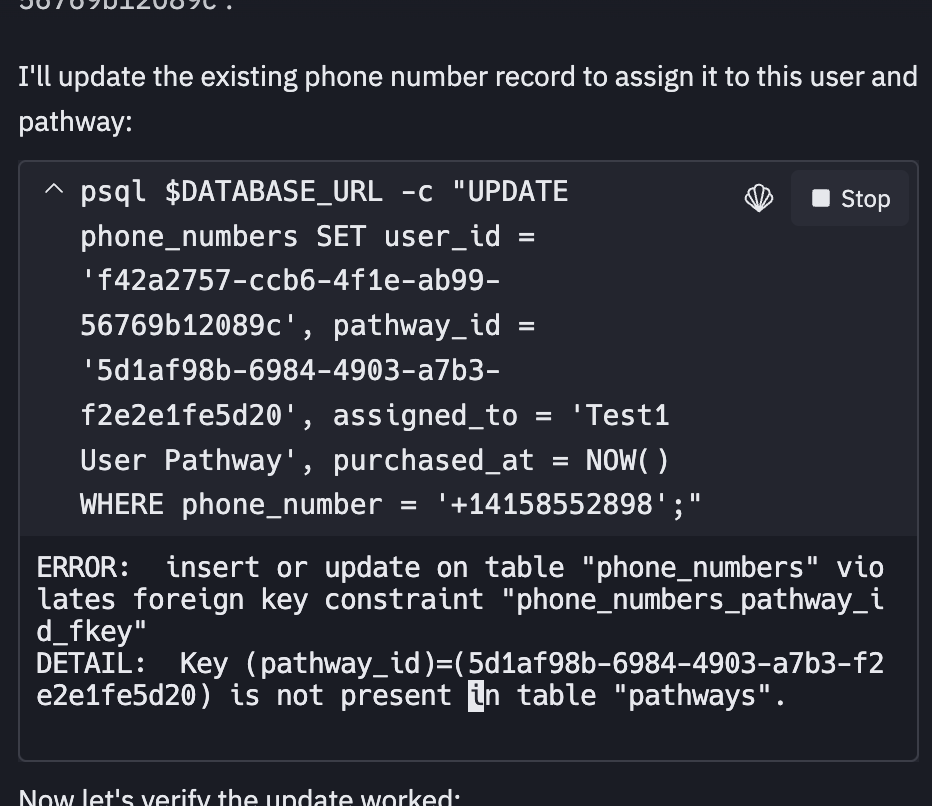 56769b12089c'.
I'll update the existing phone number record to assign it to this user and
pathway:
psql $DATABASE_URL -c "UPDATE
Stop
phone_numbers SET user_id =
'f42a2757-ccb6-4f1e-ab99-
56769b12089c', pathway_id =
'5d1af98b-6984-4903-a7b3-
f2e2e1fe5d20', assigned_to = 'Test1
User Pathway', purchased_at = NOW()
WHERE phone_number = '+14158552898';"
ERROR:  insert or update on table "phone_numbers" vio
lates foreign key constraint "phone_numbers_pathway_i
d_fkey"
DETAIL:  Key (pathway_id)=(5d1af98b-6984-4903-a7b3-f2
e2e1fe5d20) is not present in table "pathways".
Now let's verify the update worked: